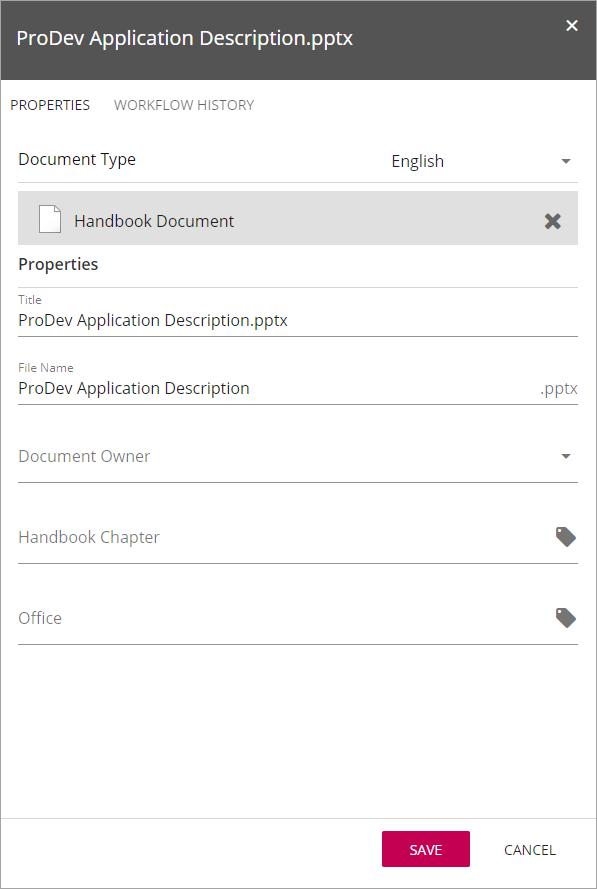 ProDev Application Description.pptx
PROPERTIES WORKFLOW HISTORY
Document Type English
Handbook Document
Properties
Title
ProDev Application Description.pptx
File Name
ProDev Application Description .pptx
Document Owner
Handbook Chapter
Office
SAVE CANCEL